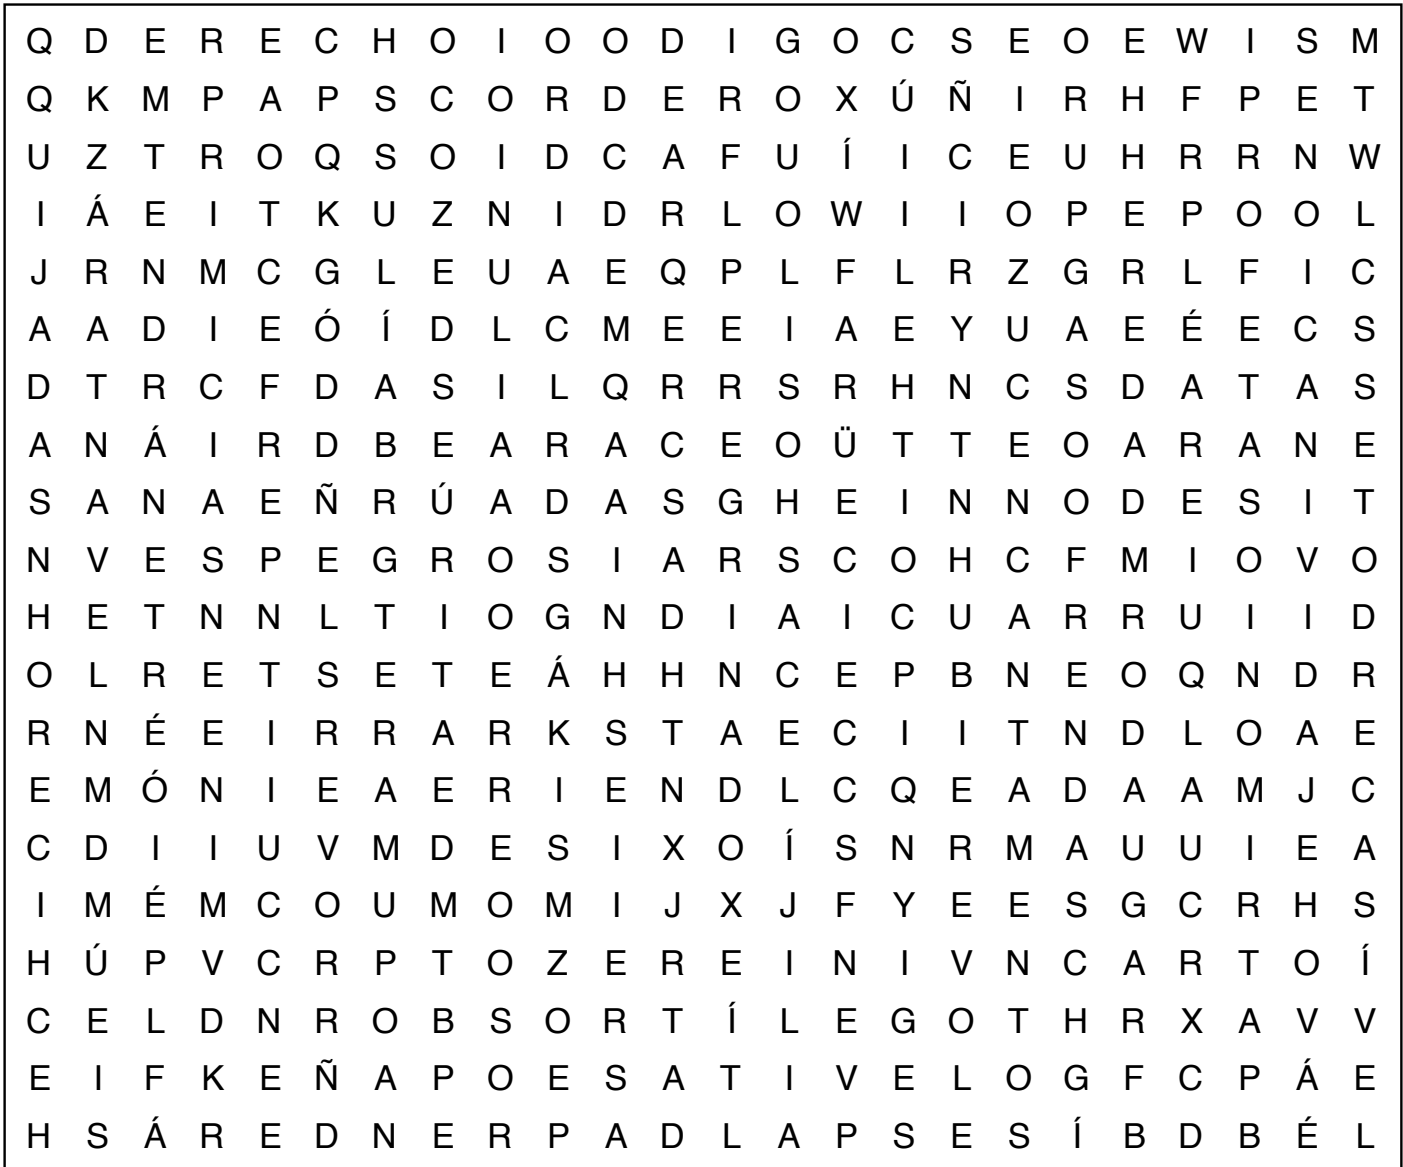 Q D E R E C H O I O O D I G O C S E O E W I S M
Q K M P A P S C O R D E R O X Ú Ñ I R H F P E T
U Z T R O Q S O I D C A F U Í I C E U H R R N W
I Á E I T K U Z N I D R L O W I I O P E P O O L
J R N M C G L E U A E Q P L F L R Z G R L F I C
A A D I E Ó Í D L C M E E I A E Y U A E É E C S
D T R C F D A S I L Q R R S R H N C S D A T A S
A N Á I R D B E A R A C E O Ü T T E O A R A N E
S A N A E Ñ R Ú A D A S G H E I N N O D E S I T
N V E S P E G R O S I A R S C O H C F M I O V O
H E T N N L T I O G N D I A I C U A R R U I I D
O L R E T S E T E Á H H N C E P B N E O Q N D R
R N É E I R R A R K S T A E C I I T N D L O A E
E M Ó N I E A E R I E N D L C Q E A D A A M J C
C D I I U V M D E S I X O Í S N R M A U U I E A
I M É M C O U M O M I J X J F Y E E S G C R H S
H Ú P V C R P T O Z E R E I N I V N C A R T O Í
C E L D N R O B S O R T Í L E G O T H R X A V V
E I F K E Ñ A P O E S A T I V E L O G F C P Á E
H S Á R E D N E R P A D L A P S E S Í B D B É L